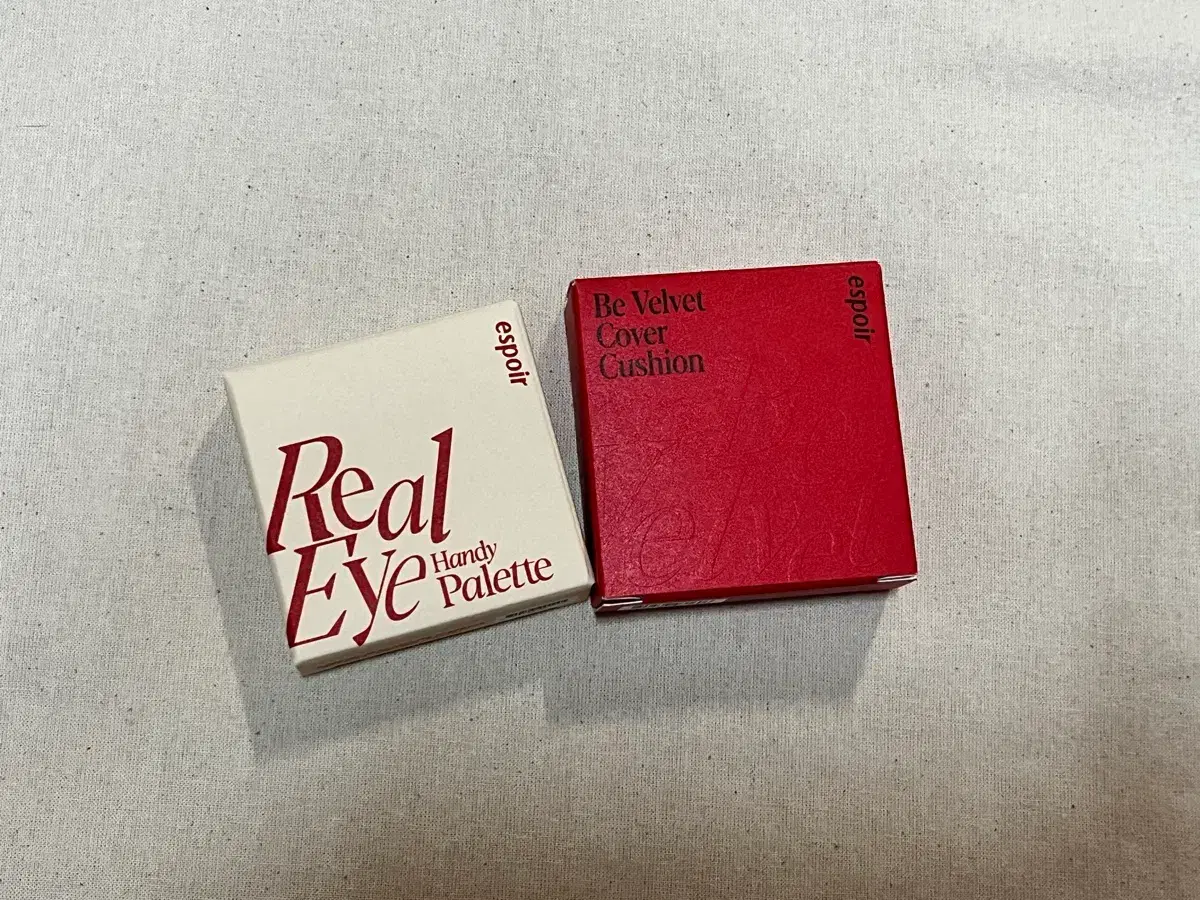 espoir
Real
Eye Handy
Palette
Be Velvet
Cover
Cushion
espoir